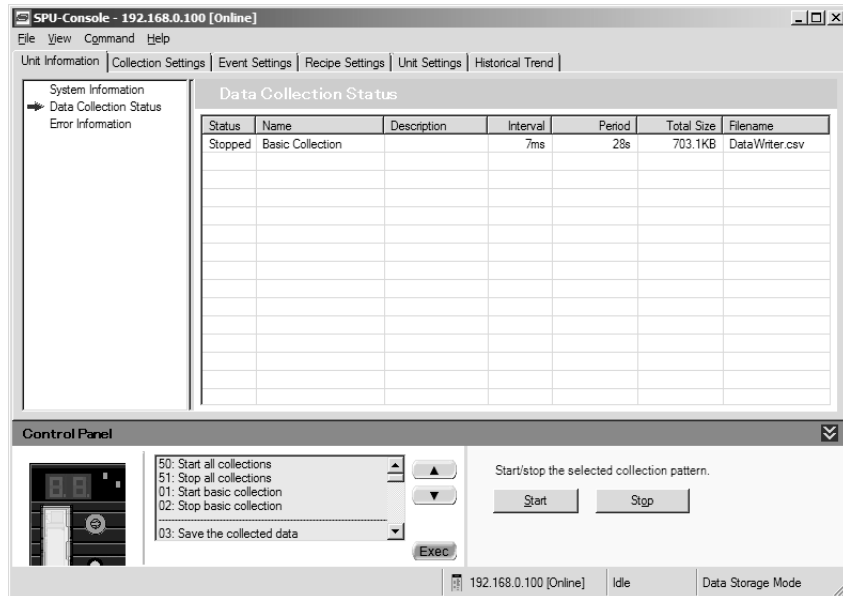 SPU-Console - 192.168.0.100 [Online]
File View Command Help
Unit Information Collection Settings Event Settings Recipe Settings Unit Settings Historical Trend
System Information
Data Collection Status
Error Information
Data Collection Status
Status Name Description Interval Period Total Size Filename
Stopped Basic Collection 7ms 28s 703.1KB DataWriter.csv
Control Panel
50: Start all collections
51: Stop all collections
01: Start basic collection
02: Stop basic collection
03: Save the collected data
Exec
Start/stop the selected collection pattern.
Start Stop
8.8.
192.168.0.100 [Online] Idle Data Storage Mode